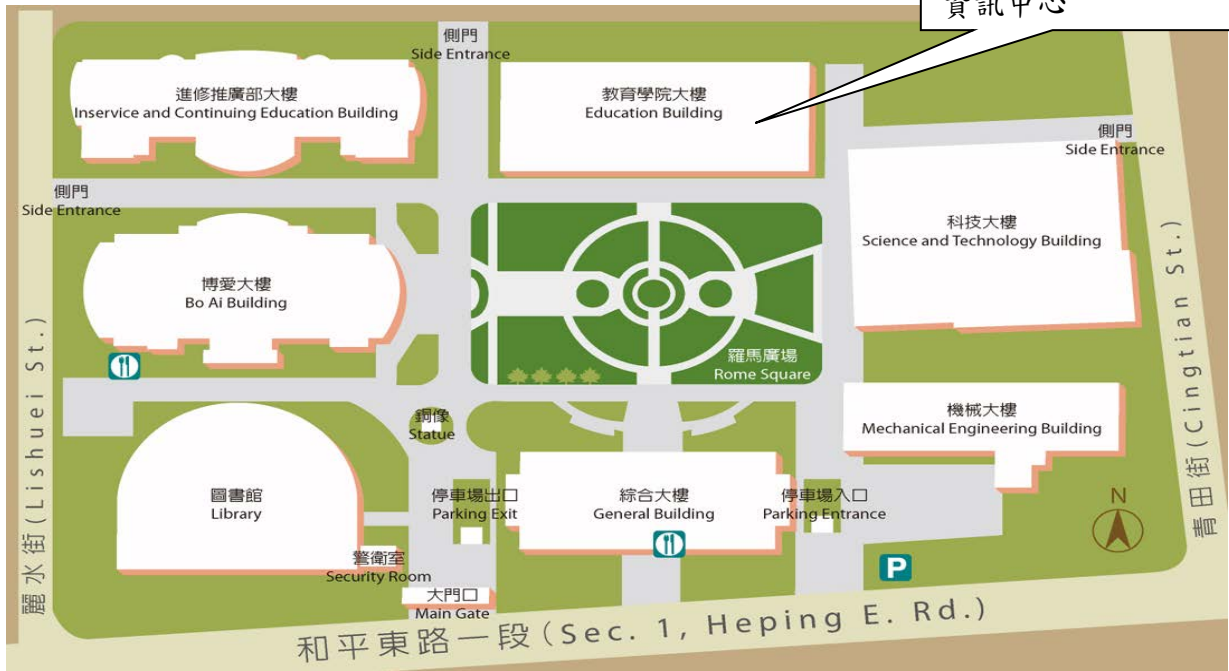 資訊中心
側門
Side Entrance
進修推廣部大樓
Inservice and Continuing Education Building
教育學院大樓
Education Building
側門
Side Entrance
側門
Side Entrance
科技大樓
Science and Technology Building
博愛大樓
Bo Ai Building
羅馬廣場
Rome Square
機械大樓
Mechanical Engineering Building
銅像
Statue
圖書館
Library
停車場出口
Parking Exit
綜合大樓
General Building
停車場入口
Parking Entrance
N
警衛室
Security Room
P
大門口
Main Gate
麗水街(Lishuei St.)
青田街(Cingtian St.)
和平東路一段(Sec. 1, Heping E. Rd.)